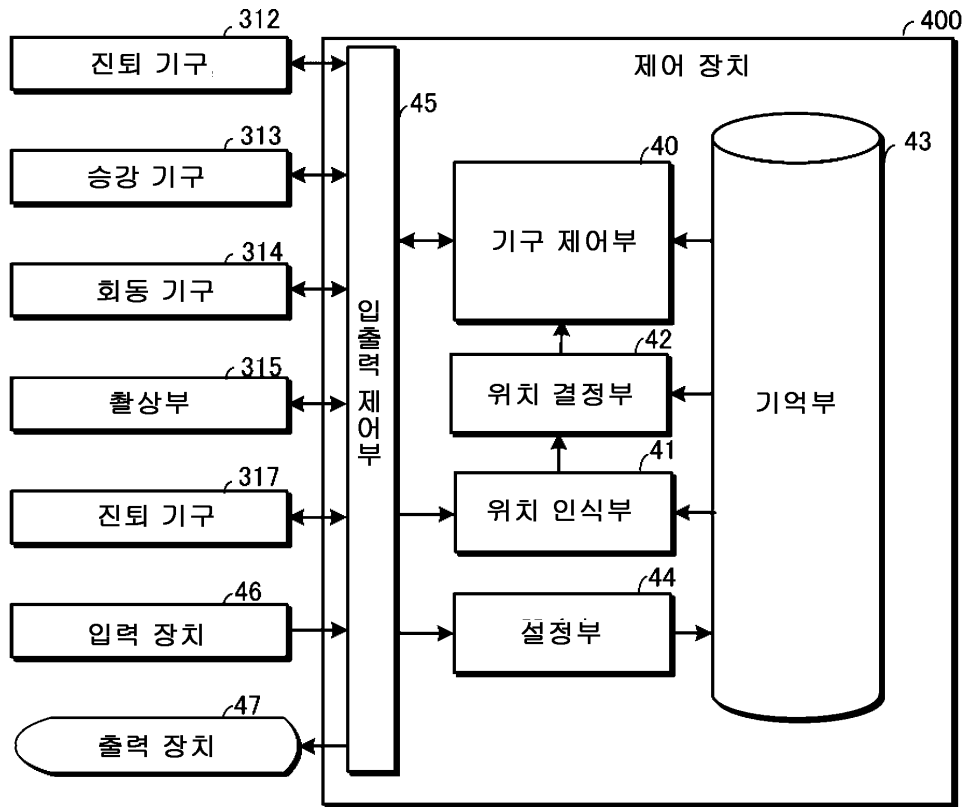 312
진퇴 기구
313
승강 기구
314
회동 기구
315
촬상부
317
진퇴 기구
46
입력 장치
47
출력 장치
400
제어 장치
45
입출력 제어부
40
기구 제어부
42
위치 결정부
41
위치 인식부
44
설정부
43
기억부